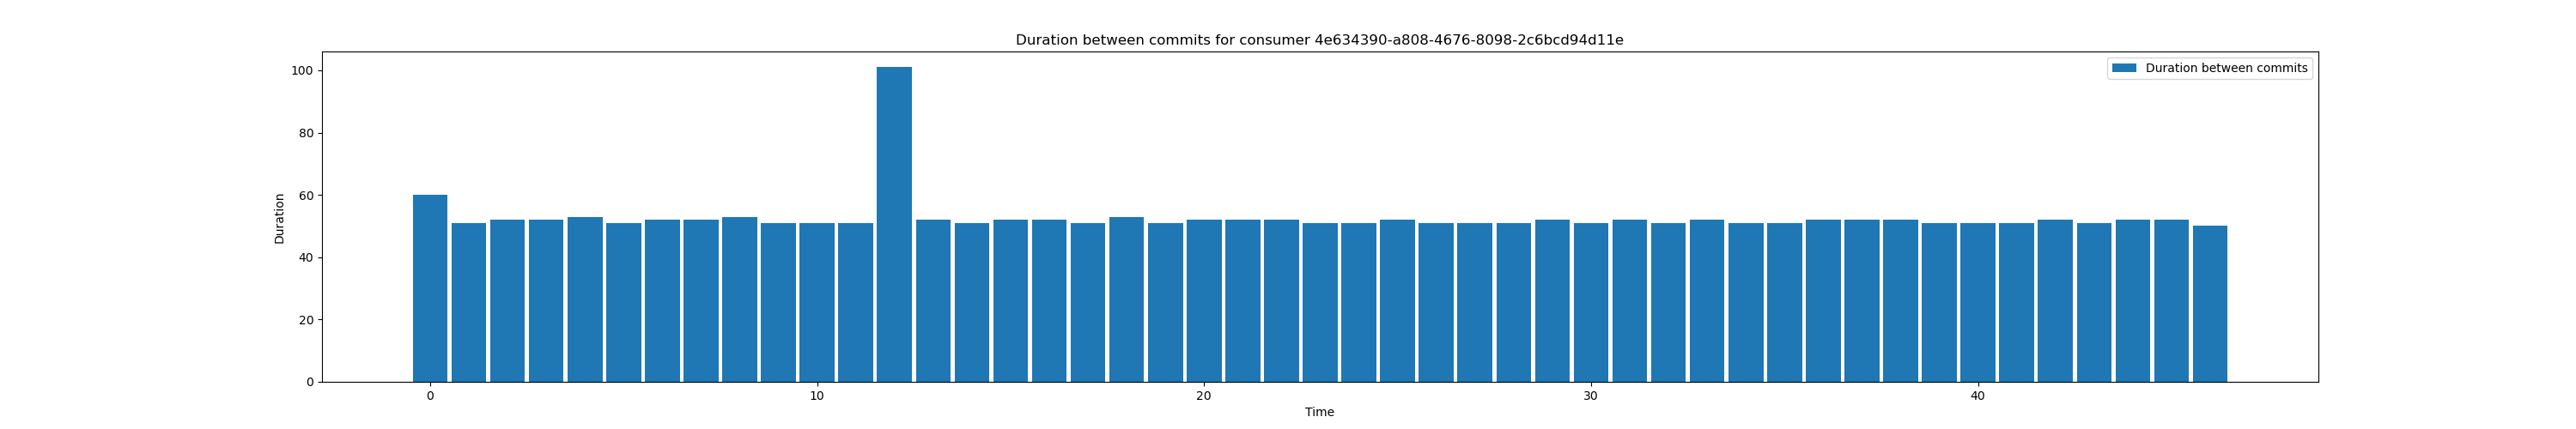 Duration between commits for consumer 4e634390-a808-4676-8098-2c6bcd94d11e
Duration between commits
100
80
60
40
20
0
Duration
0 10 20 30 40
Time